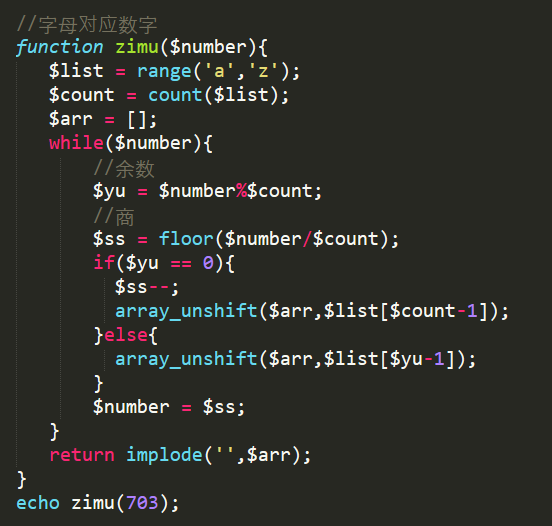 //字母对应数字
function zimu($number){
$list = range('a','z');
$count = count($list);
$arr = [];
while($number){
//余数
$yu = $number%$count;
//商
$ss = floor($number/$count);
if($yu == 0){
$ss--;
array_unshift($arr,$list[$count-1]);
}else{
array_unshift($arr,$list[$yu-1]);
}
$number = $ss;
}
return implode('',$arr);
}
echo zimu(703);